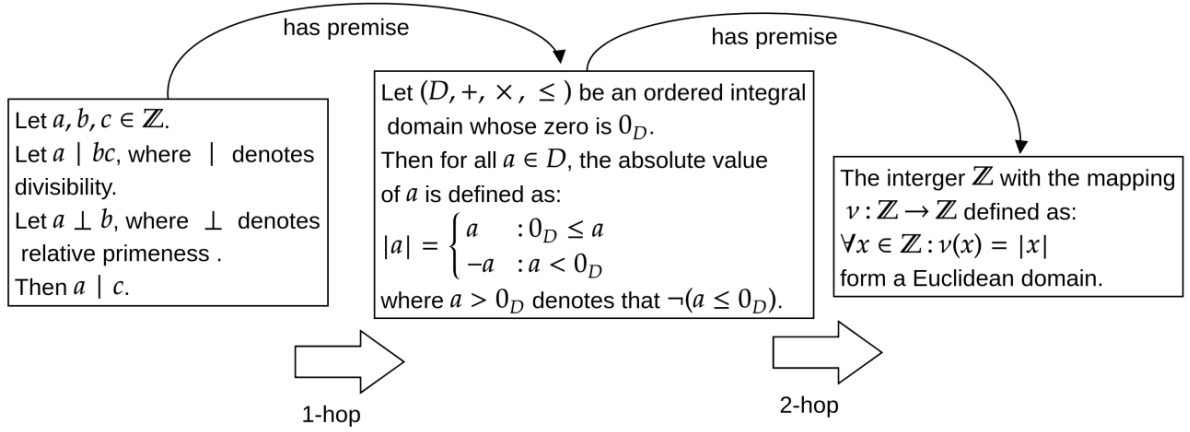 has premise
has premise
Let a, b, c ∈ ℤ.
Let a | bc, where | denotes
divisibility.
Let a ⊥ b, where ⊥ denotes
relative primeness .
Then a | c.
Let (D, +, ×, ≤ ) be an ordered integral
domain whose zero is 0_D.
Then for all a ∈ D, the absolute value
of a is defined as:
|a| = { a : 0_D ≤ a
−a : a < 0_D
where a > 0_D denotes that ¬(a ≤ 0_D).
The interger ℤ with the mapping
ν : ℤ → ℤ defined as:
∀x ∈ ℤ : ν(x) = |x|
form a Euclidean domain.
1-hop
2-hop